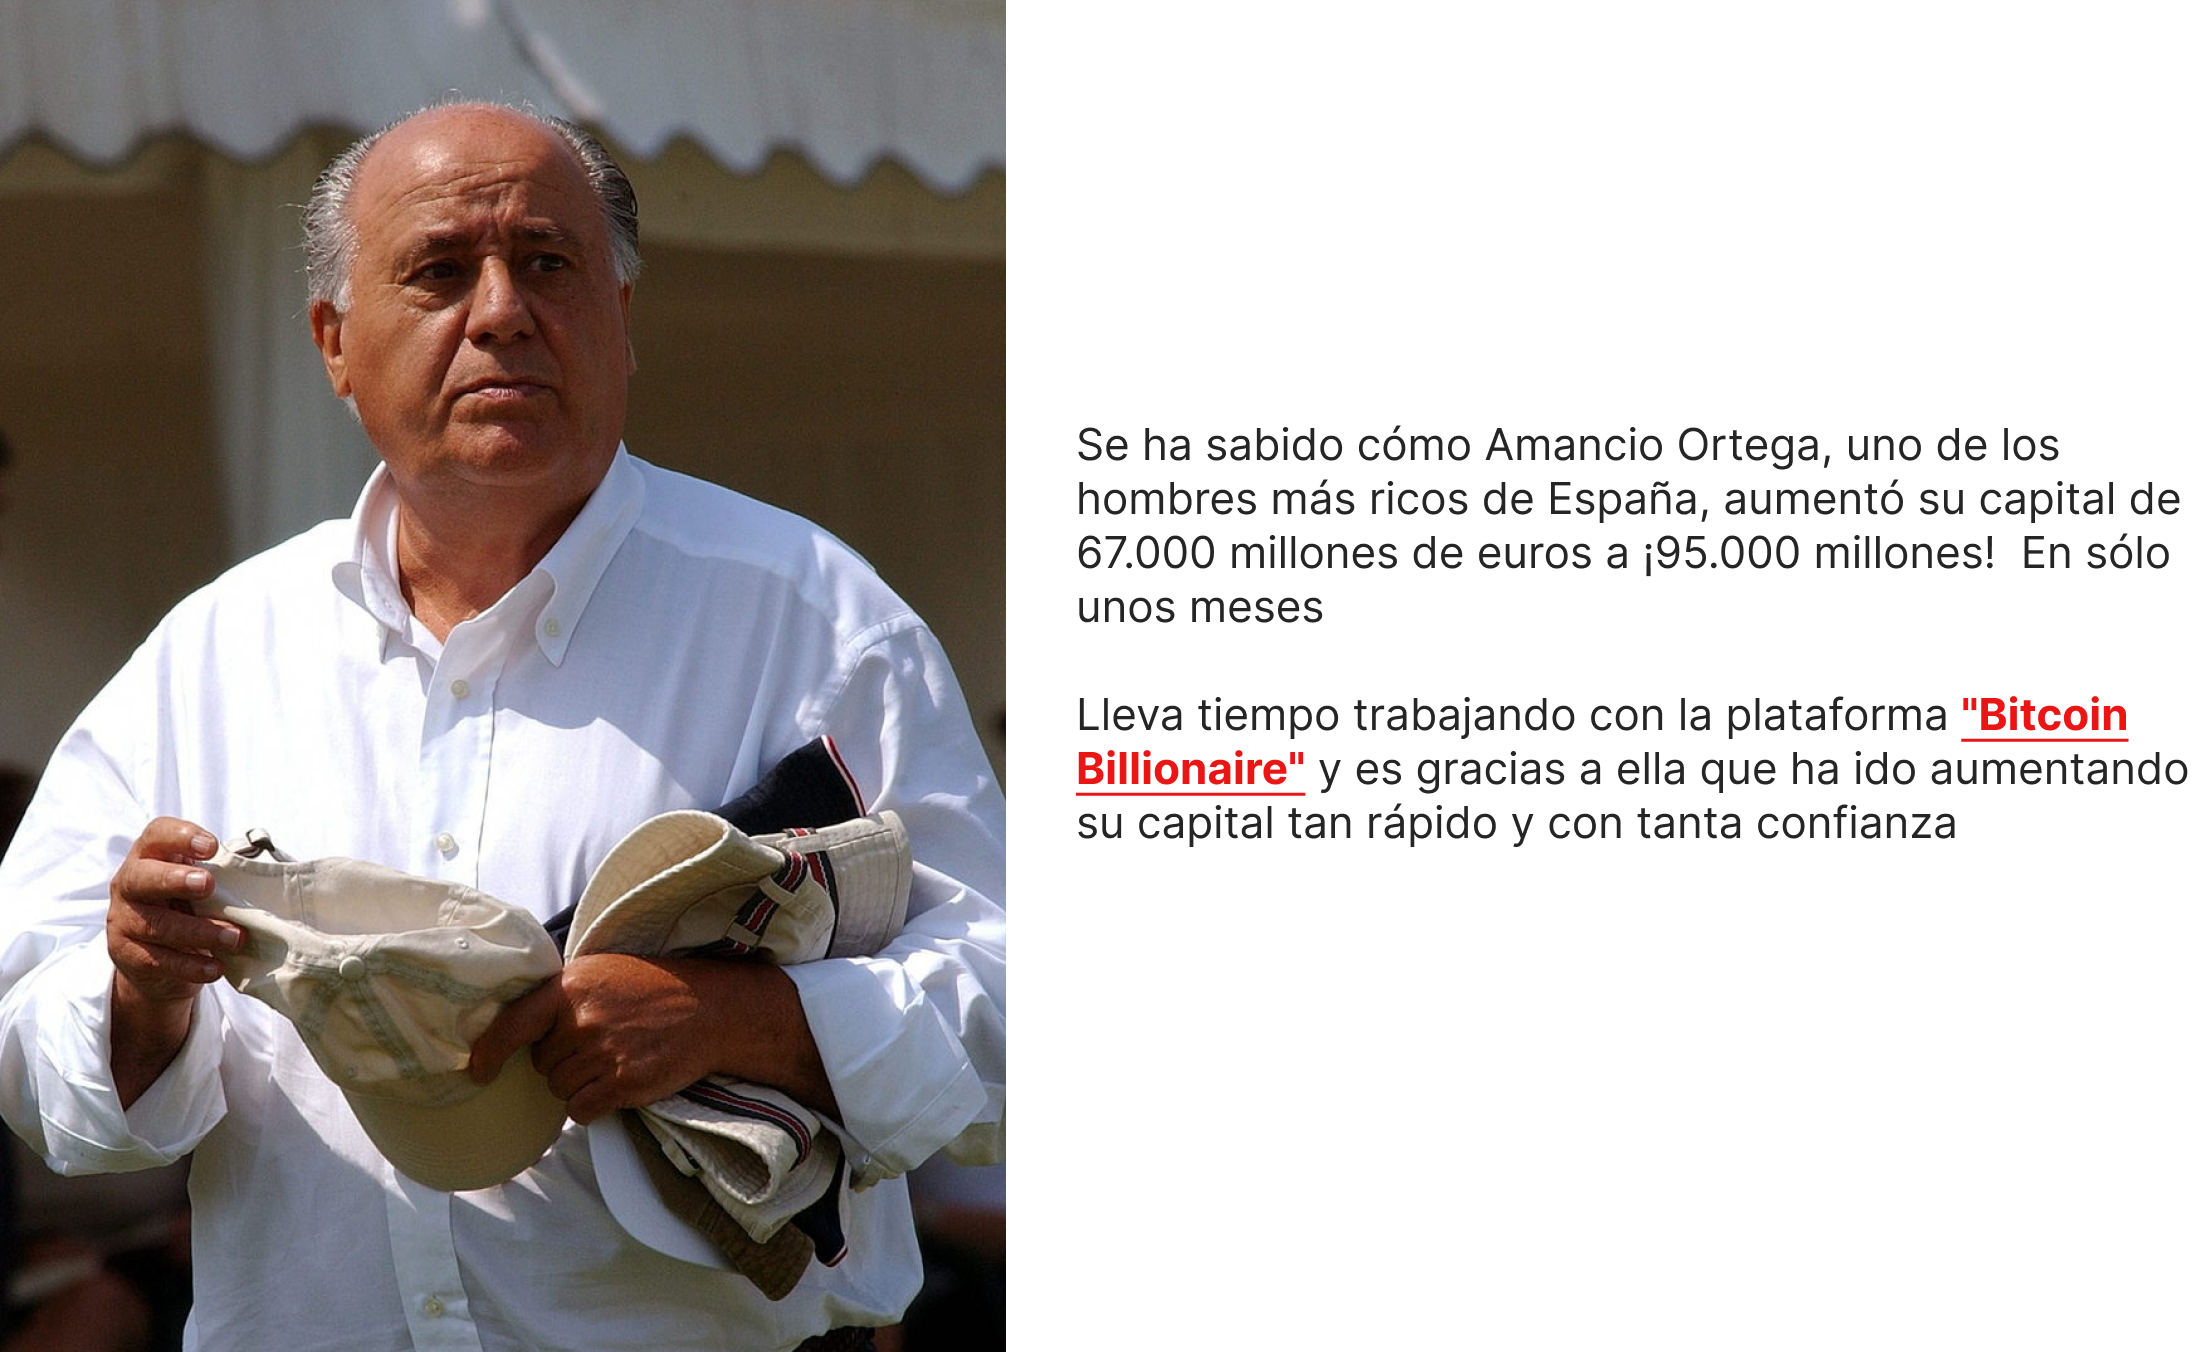 Se ha sabido cómo Amancio Ortega, uno de los
hombres más ricos de España, aumentó su capital de
67.000 millones de euros a ¡95.000 millones!  En sólo
unos meses
Lleva tiempo trabajando con la plataforma "Bitcoin
Billionaire" y es gracias a ella que ha ido aumentando
su capital tan rápido y con tanta confianza